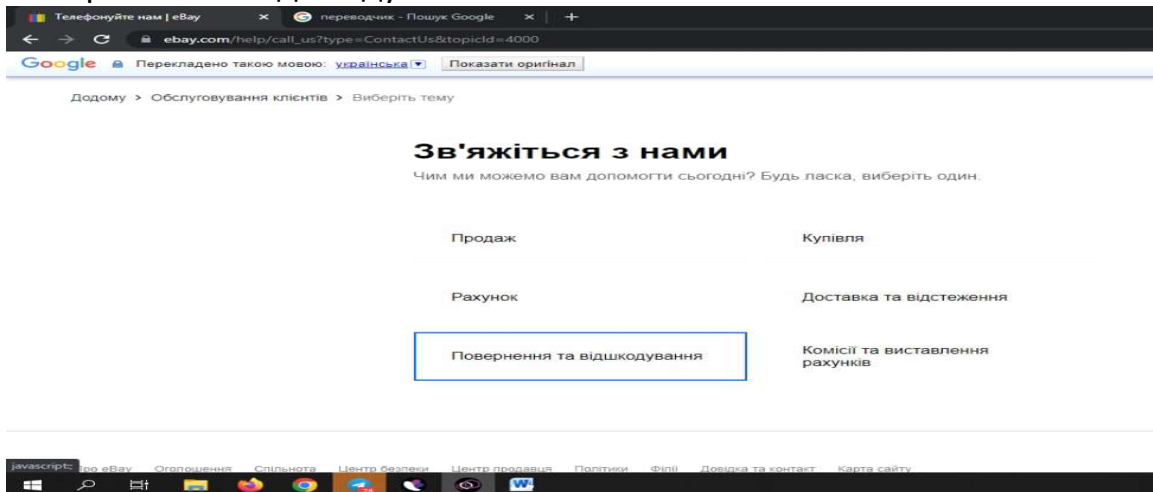 Телефонуйте нам | eBay
переводчик - Пошук Google
ebay.com/help/call_us?type=ContactUs&topicId=4000
Google Перекладено такою мовою: українська Показати оригінал
Додому > Обслуговування клієнтів > Виберіть тему
Зв'яжіться з нами
Чим ми можемо вам допомогти сьогодні? Будь ласка, виберіть один.
Продаж
Купівля
Рахунок
Доставка та відстеження
Повернення та відшкодування
Комісії та виставлення
рахунків
javascript:; eBay Оголошення Спільнота Центр безпеки Центр продавця Політики Філії Довідка та контакт Карта сайту